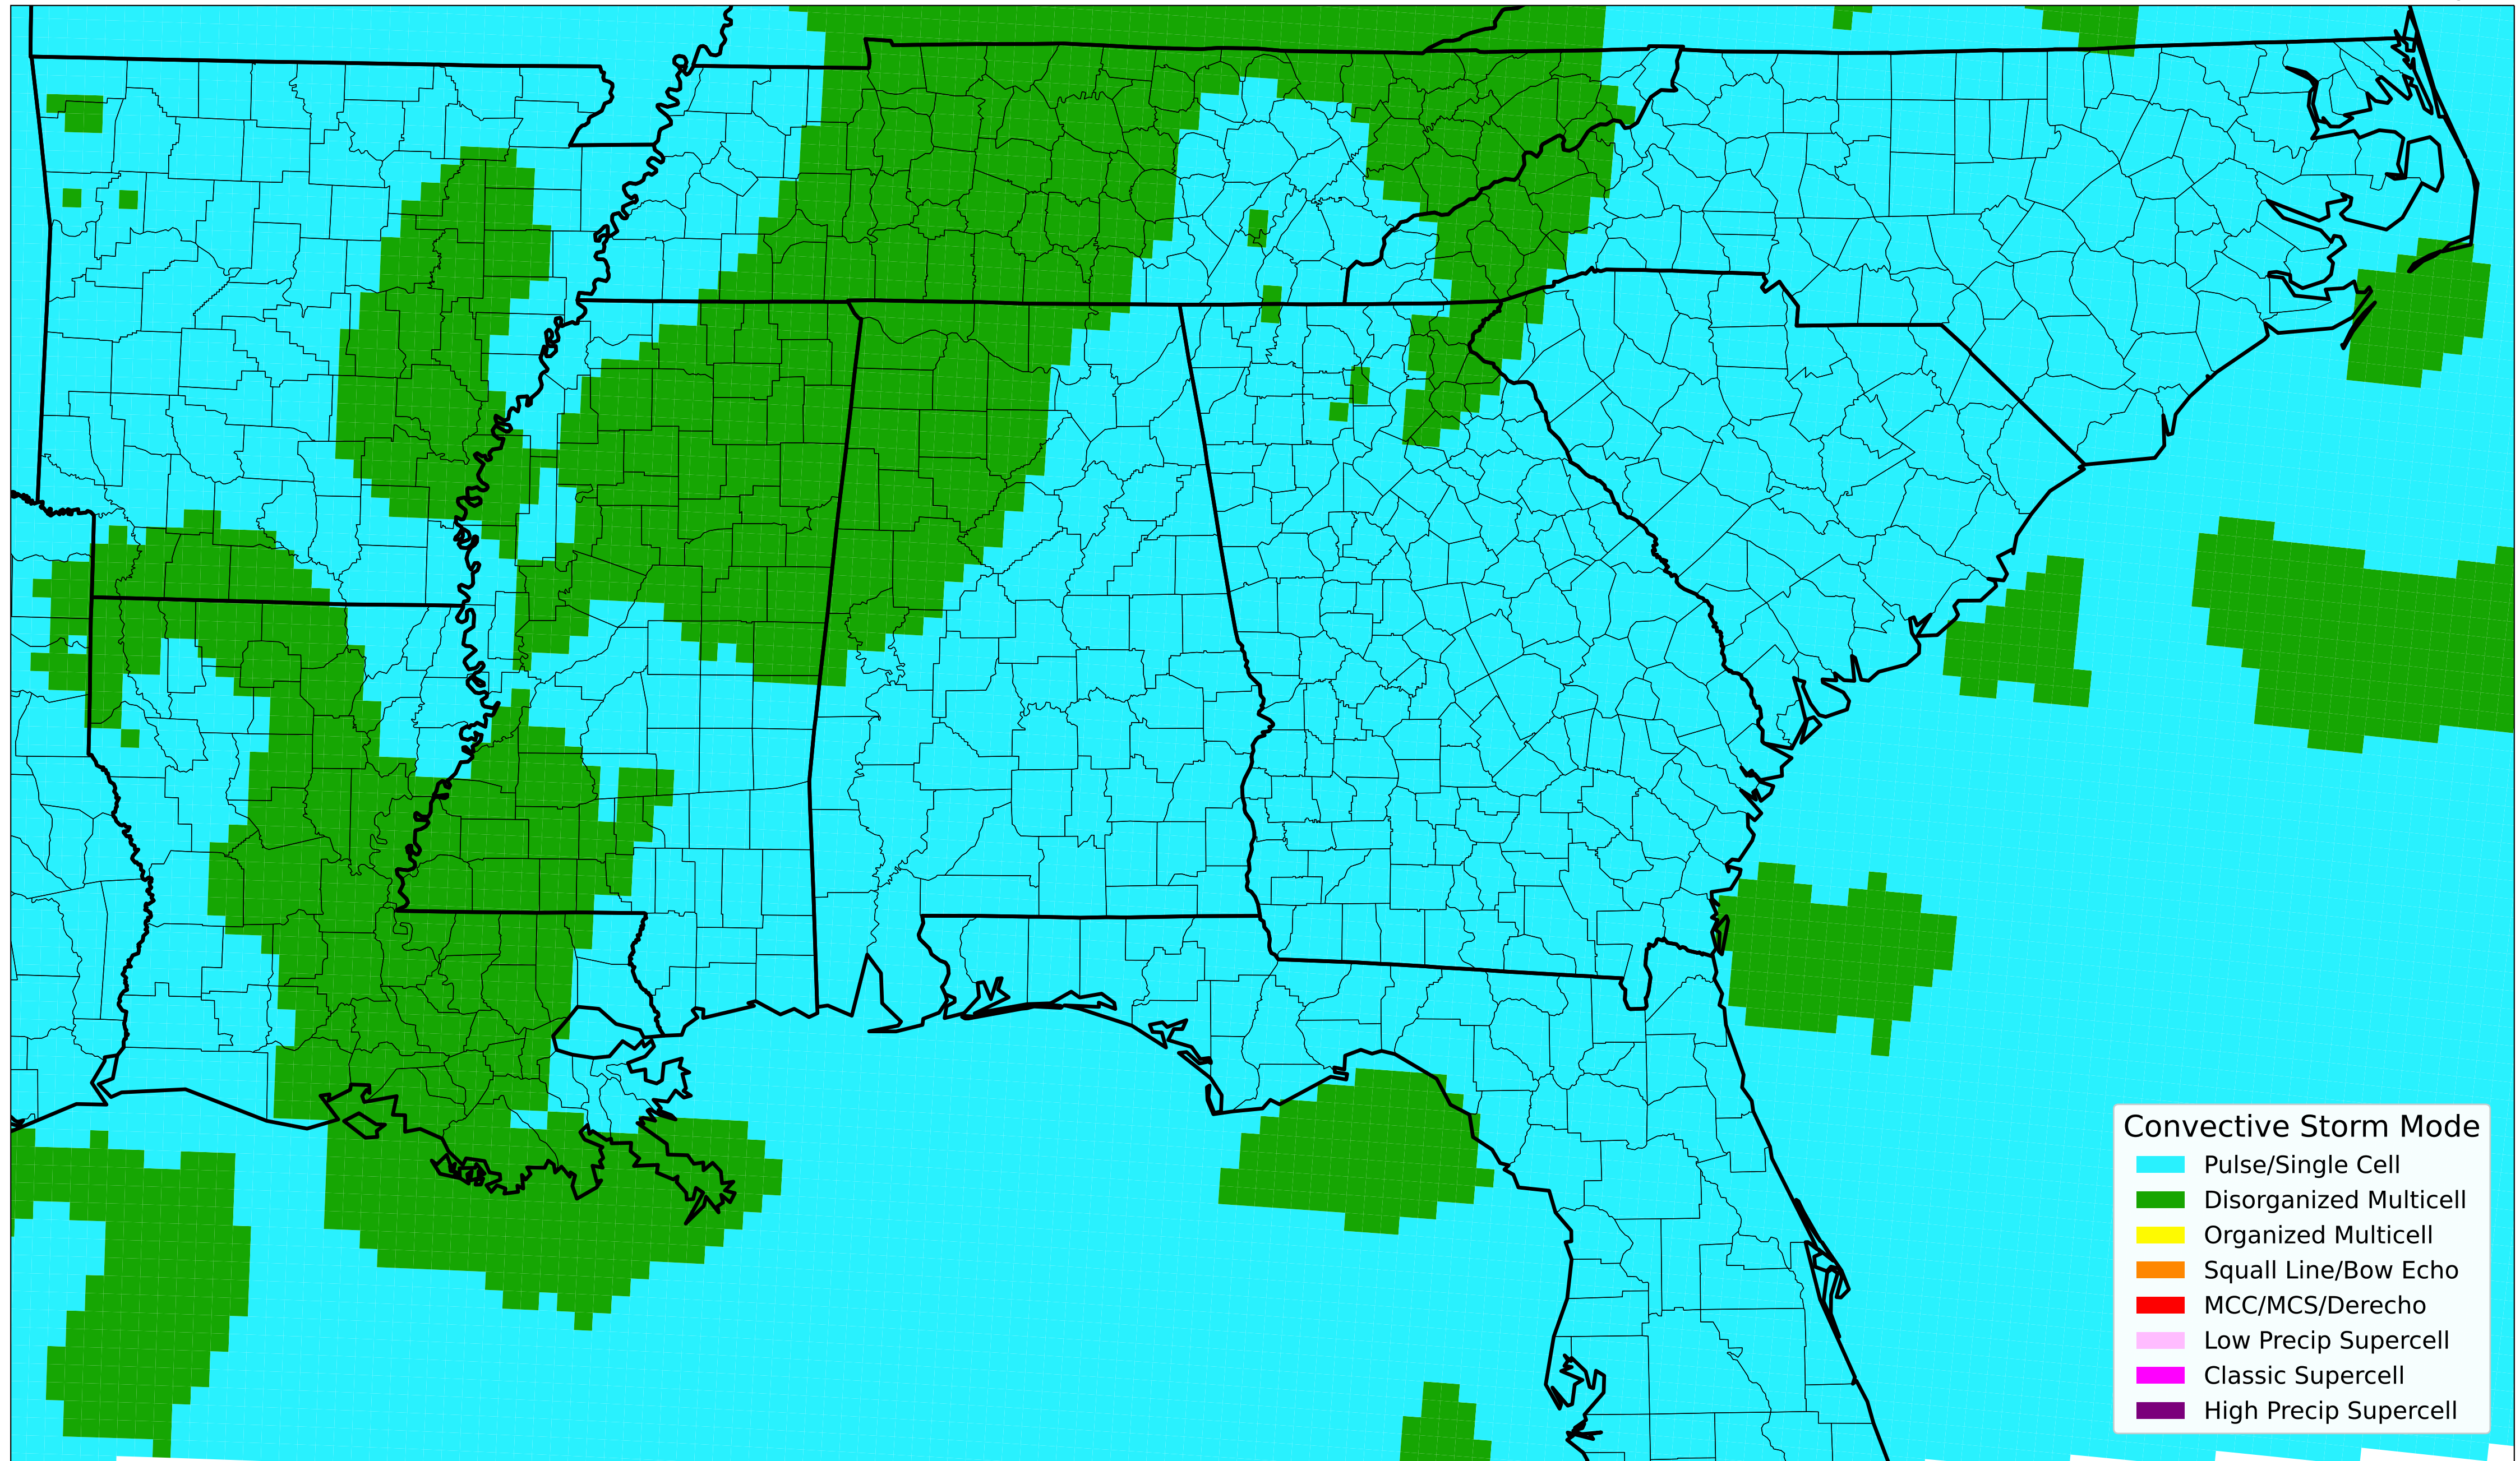 Convective Storm Mode
Pulse/Single Cell
Disorganized Multicell
Organized Multicell
Squall Line/Bow Echo
MCC/MCS/Derecho
Low Precip Supercell
Classic Supercell
High Precip Supercell